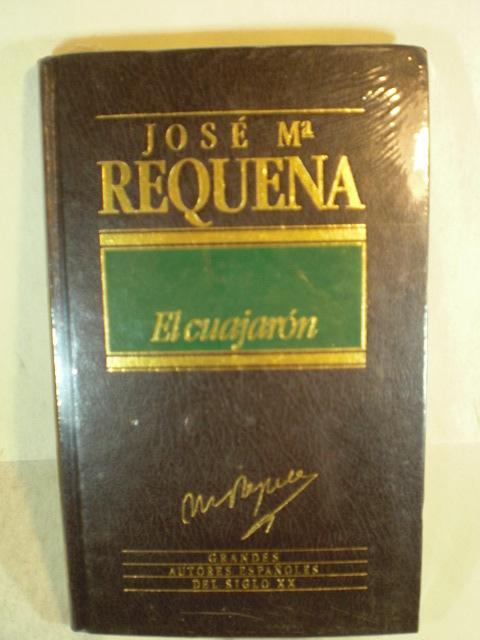 JOSÉ Mª
REQUENA
El cuajarón
GRANDES
AUTORES ESPAÑOLES
DEL SIGLO XX